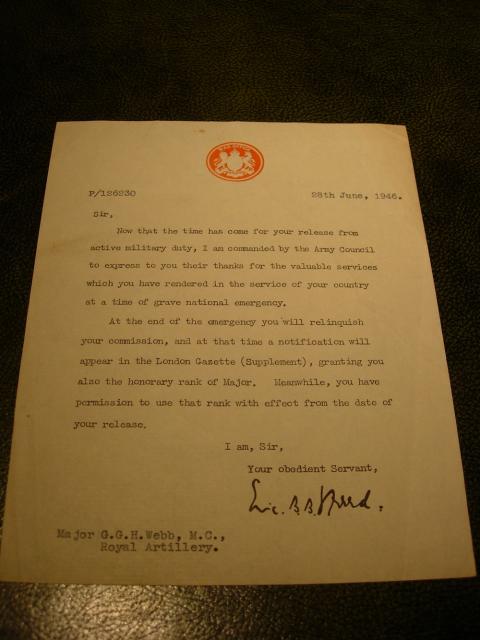 P/126230
28th June, 1946.
Sir,
Now that the time has come for your release from
active military duty, I am commanded by the Army Council
to express to you their thanks for the valuable services
which you have rendered in the service of your country
at a time of grave national emergency.
At the end of the emergency you will relinquish
your commission, and at that time a notification will
appear in the London Gazette (Supplement), granting you
also the honorary rank of Major. Meanwhile, you have
permission to use that rank with effect from the date of
your release.
I am, Sir,
Your obedient Servant,
Eric. B. B. Speed.
Major G.G.H.Webb, M.C.,
Royal Artillery.